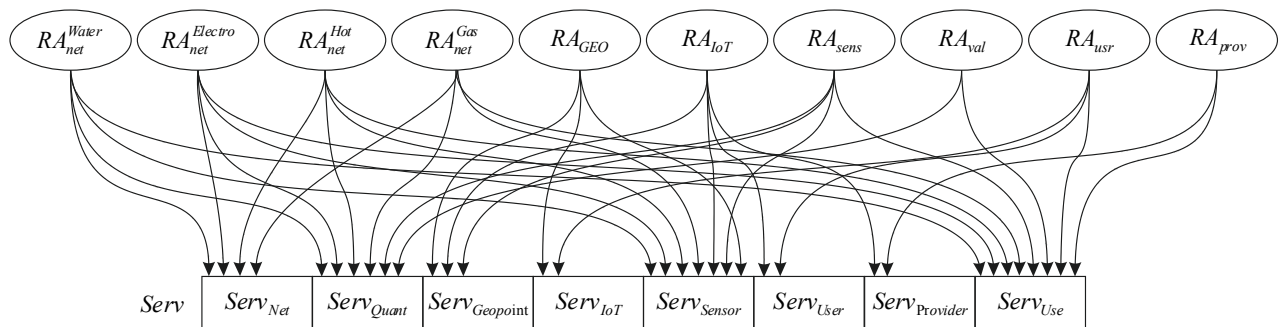 RA_net^Water RA_net^Electro RA_net^Hot RA_net^Gas RA_GEO RA_IoT RA_sens RA_val RA_usr RA_prov
Serv Serv_Net Serv_Quant Serv_Geopoint Serv_IoT Serv_Sensor Serv_User Serv_Provider Serv_Use